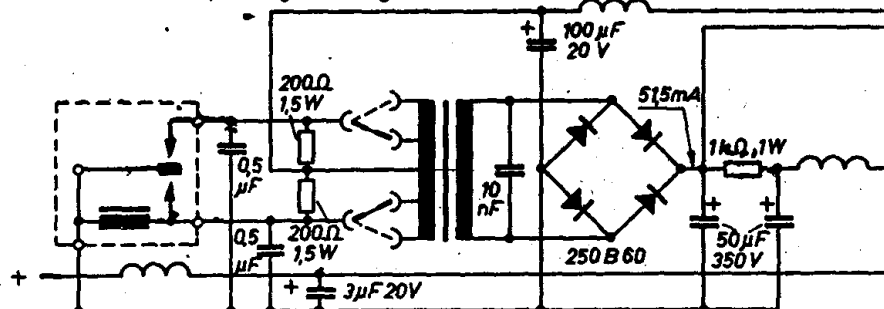 100µF
20V
200Ω
1,5W
51,5mA
1kΩ,1W
0,5
µF
10
nF
200Ω
1,5W
0,5
µF
250B60
50µF
350V
+
+
+
+
+
3µF 20V